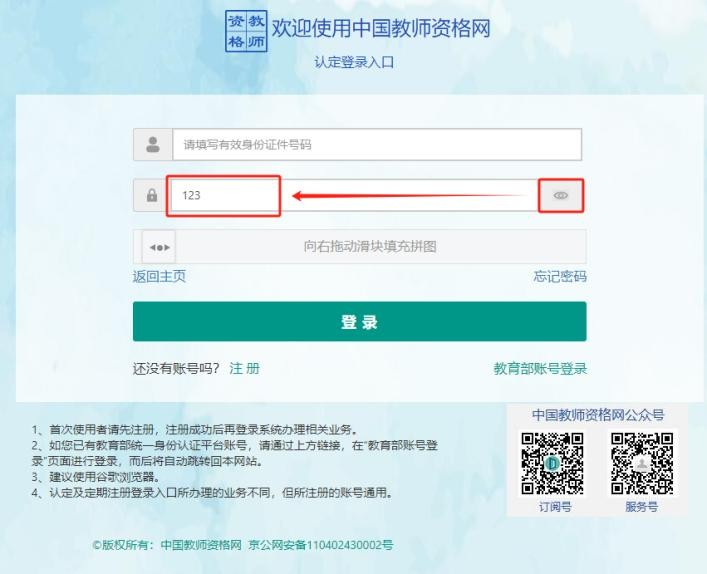 资教
格师
欢迎使用中国教师资格网
认定登录入口
请填写有效身份证件号码
123
向右拖动滑块填充拼图
返回主页
忘记密码
登 录
还没有账号吗? 注 册
教育部账号登录
中国教师资格网公众号
1、首次使用者请先注册，注册成功后再登录系统办理相关业务。
2、如您已有教育部统一身份认证平台账号，请通过上方链接，在“教育部账号登
录”页面进行登录，而后将自动跳转回本网站。
3、建议使用谷歌浏览器。
4、认定及定期注册登录入口所办理的业务不同，但所注册的账号通用。
订阅号
服务号
©版权所有：中国教师资格网 京公网安备110402430002号